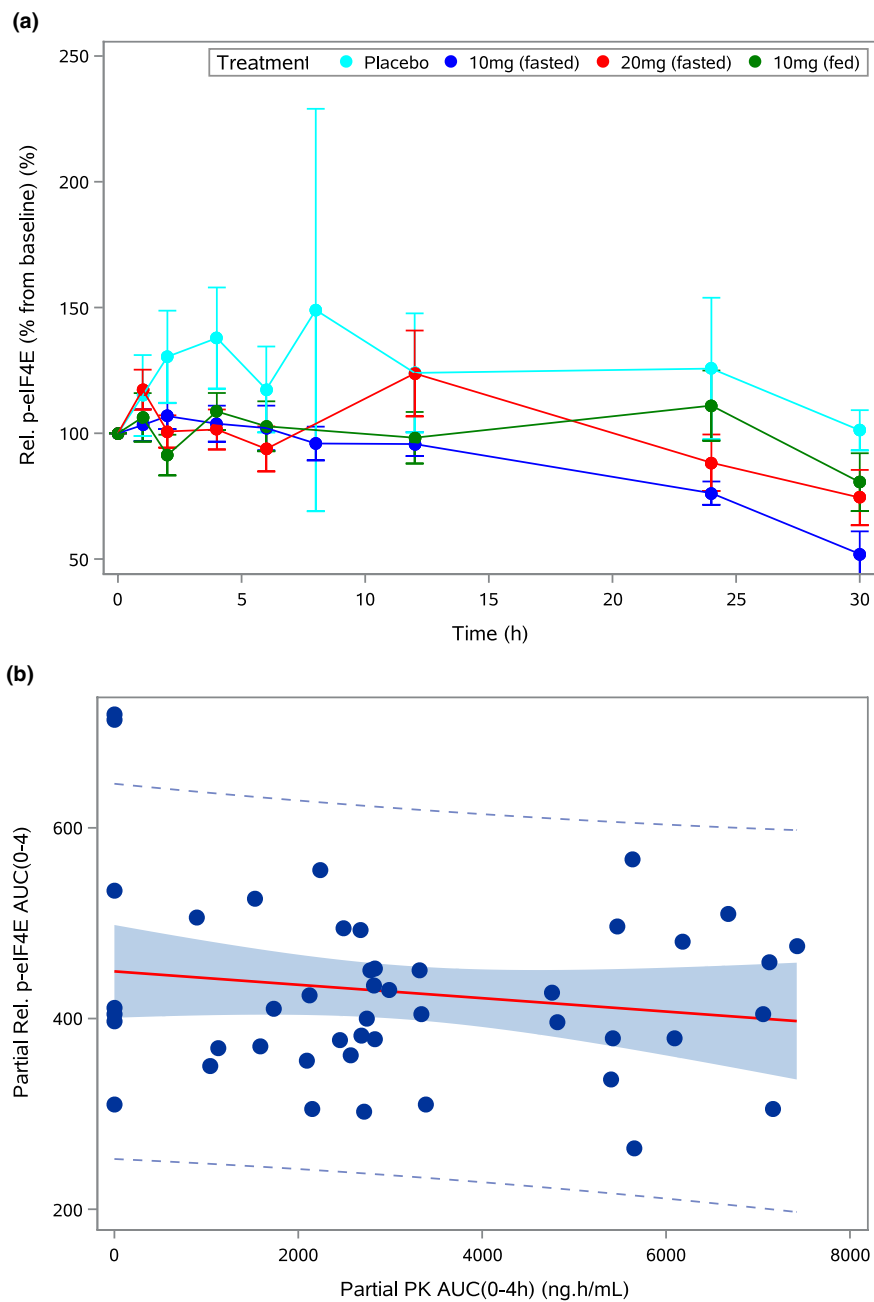 (a)
250
Treatment Placebo 10mg (fasted) 20mg (fasted) 10mg (fed)
200
150
100
50
Rel. p-eIF4E (% from baseline) (%)
0 5 10 15 20 25 30
Time (h)
(b)
600
400
200
Partial Rel. p-eIF4E AUC(0-4)
0 2000 4000 6000 8000
Partial PK AUC(0-4h) (ng.h/mL)